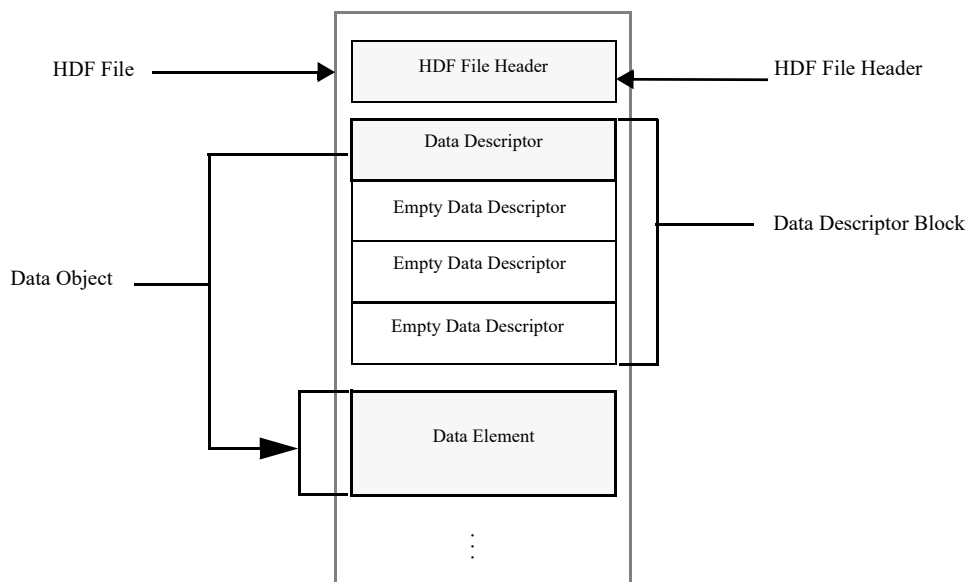 HDF File
HDF File Header
HDF File Header
Data Descriptor
Empty Data Descriptor
Data Descriptor Block
Empty Data Descriptor
Data Object
Empty Data Descriptor
Data Element
...